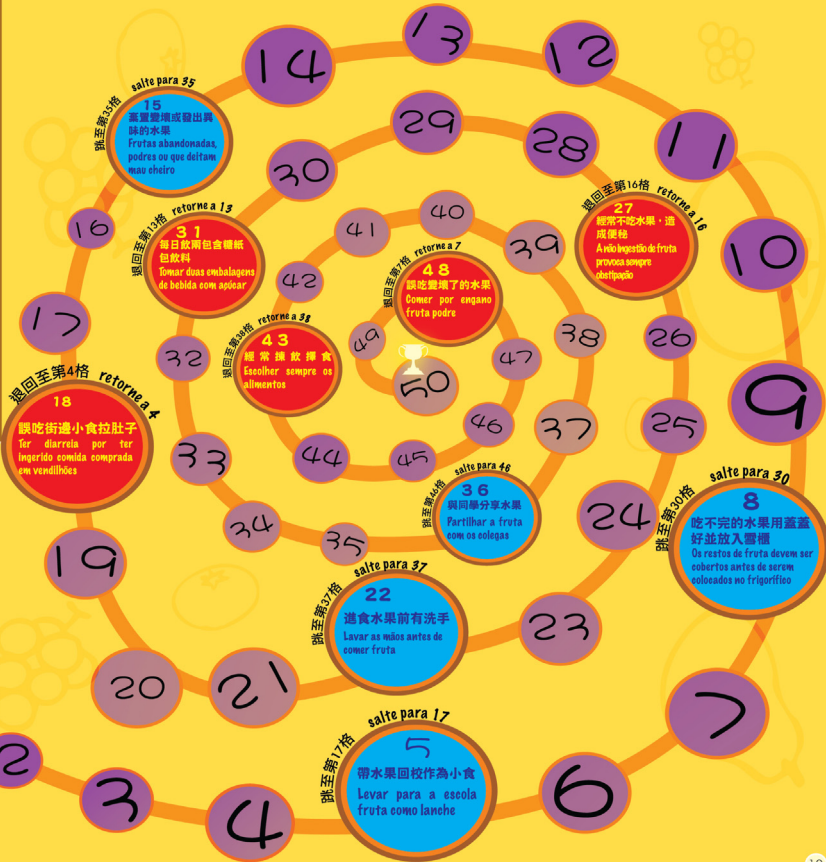 2
3
4
跳至第17格 salte para 17
5
帶水果回校作為小食
Levar para a escola
fruta como lanche
6
7
跳至第30格 salte para 30
8
吃不完的水果用蓋蓋
好並放入雪櫃
Os restos de fruta devem ser
cobertos antes de serem
colocados no frigorífico
9
10
11
12
13
14
跳至第35格 salte para 35
15
棄置變壞或發出異
味的水果
Frutas abandonadas,
podres ou que deitam
mau cheiro
16
17
退回至第4格 retorne a 4
18
誤吃街邊小食拉肚子
Ter diarreia por ter
ingerido comida comprada
em vendilhões
19
20
21
跳至第37格 salte para 37
22
進食水果前有洗手
Lavar as mãos antes de
comer fruta
23
24
25
26
退回至第16格 retorne a 16
27
經常不吃水果，造
成便秘
A não ingestão de fruta
provoca sempre
obstipação
28
29
30
退回至第13格 retorne a 13
31
每日飲兩包含糖紙
包飲料
Tomar duas embalagens
de bebida com açúcar
32
33
34
35
跳至第46格 salte para 46
36
與同學分享水果
Partilhar a fruta
com os colegas
37
38
39
40
41
42
退回至第38格 retorne a 38
43
經常揀飲擇食
Escolher sempre os
alimentos
44
45
46
47
退回至第7格 retorne a 7
48
誤吃變壞了的水果
Comer por engano
fruta podre
49
50